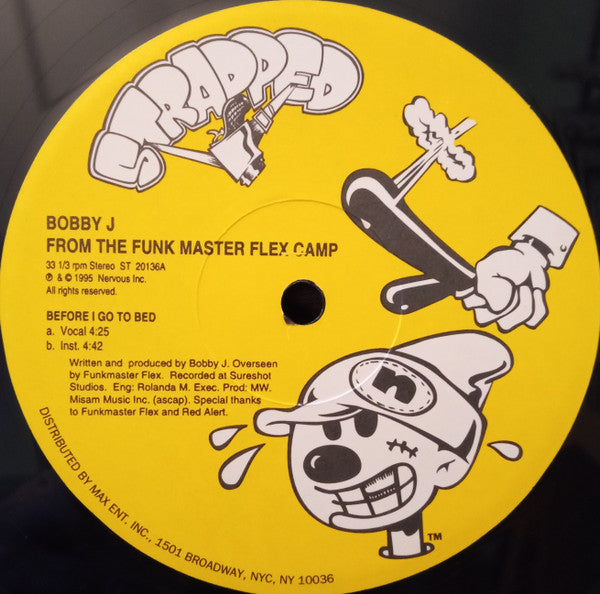 STRAPPED
BOBBY J
FROM THE FUNK MASTER FLEX CAMP
33 1/3 rpm Stereo ST 20136A
℗ & © 1995 Nervous Inc.
All rights reserved.
BEFORE I GO TO BED
a. Vocal 4:25
b. Inst. 4:42
Written and produced by Bobby J. Overseen
by Funkmaster Flex. Recorded at Sureshot
Studios. Eng: Rolanda M. Exec. Prod: MW.
Misam Music Inc. (ascap). Special thanks
to Funkmaster Flex and Red Alert.
n
TM
DISTRIBUTED BY MAX ENT. INC., 1501 BROADWAY, NYC, NY 10036